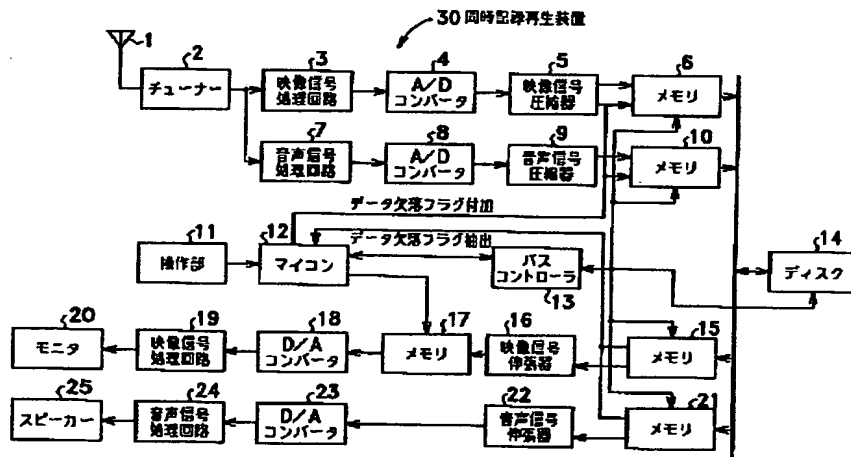 30 同時記録再生装置
1
2
チューナー
3
映像信号
処理回路
4
A/D
コンバータ
5
映像信号
圧縮器
6
メモリ
7
音声信号
処理回路
8
A/D
コンバータ
9
音声信号
圧縮器
10
メモリ
データ欠落フラグ付加
データ欠落フラグ抽出
11
操作部
12
マイコン
バス
コントローラ
13
14
ディスク
20
モニタ
19
映像信号
処理回路
18
D/A
コンバータ
17
メモリ
16
映像信号
伸張器
15
メモリ
25
スピーカー
24
音声信号
処理回路
23
D/A
コンバータ
22
音声信号
伸張器
21
メモリ